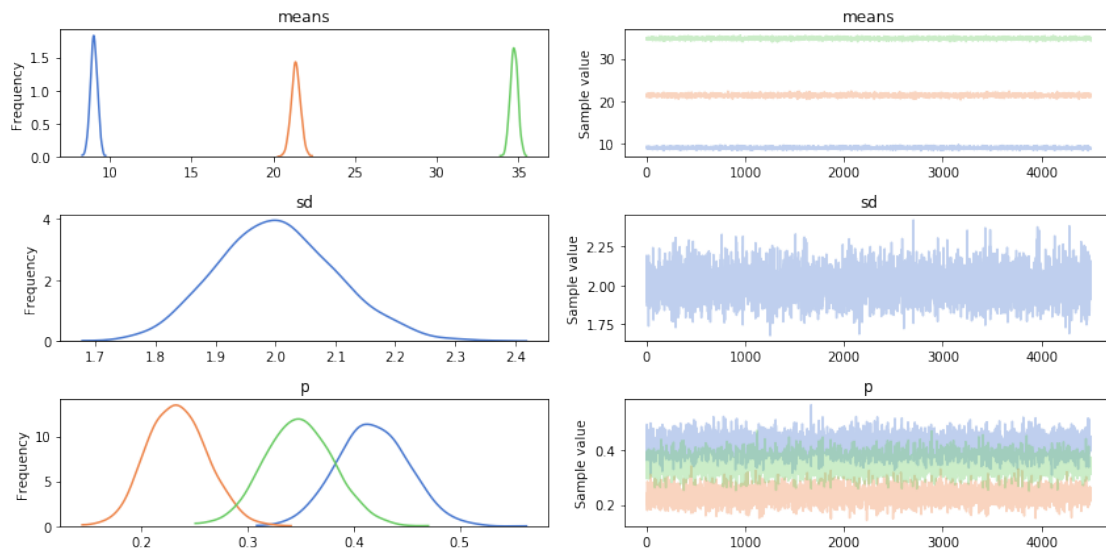 means
Frequency
1.5
1.0
0.5
0.0
10 15 20 25 30 35
means
Sample value
30
20
10
0 1000 2000 3000 4000
sd
Frequency
4
2
0
1.7 1.8 1.9 2.0 2.1 2.2 2.3 2.4
sd
Sample value
2.25
2.00
1.75
0 1000 2000 3000 4000
p
Frequency
10
5
0
0.2 0.3 0.4 0.5
p
Sample value
0.4
0.2
0 1000 2000 3000 4000